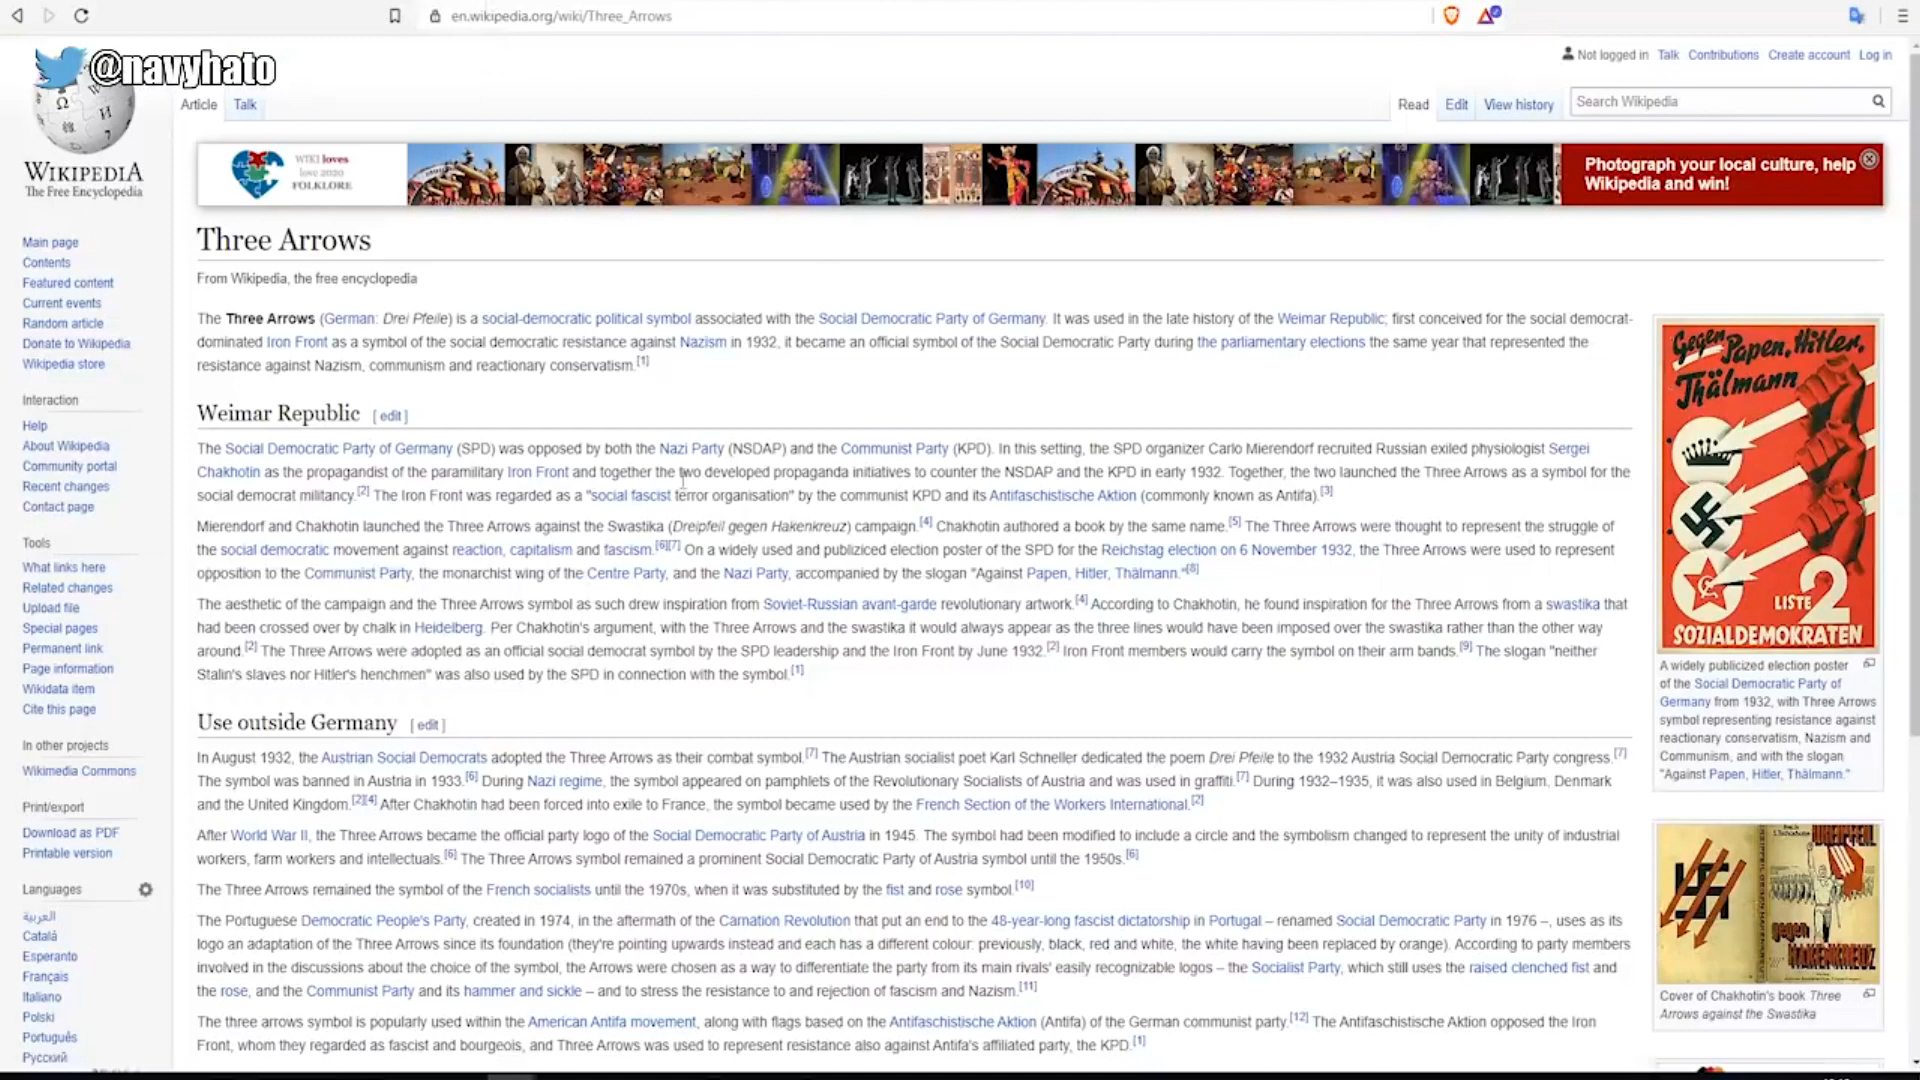 en.wikipedia.org/wiki/Three_Arrows
@navyhato
Not logged in Talk Contributions Create account Log in
Article Talk
Read Edit View history Search Wikipedia
WIKIPEDIA
The Free Encyclopedia
WIKI loves
love 2020
FOLKLORE
Photograph your local culture, help
Wikipedia and win!
Main page
Contents
Featured content
Current events
Random article
Donate to Wikipedia
Wikipedia store
Interaction
Help
About Wikipedia
Community portal
Recent changes
Contact page
Tools
What links here
Related changes
Upload file
Special pages
Permanent link
Page information
Wikidata item
Cite this page
In other projects
Wikimedia Commons
Print/export
Download as PDF
Printable version
Languages
العربية
Català
Esperanto
Français
Italiano
Polski
Português
Русский
Three Arrows
From Wikipedia, the free encyclopedia
The Three Arrows (German: Drei Pfeile) is a social-democratic political symbol associated with the Social Democratic Party of Germany. It was used in the late history of the Weimar Republic; first conceived for the social democrat-
dominated Iron Front as a symbol of the social democratic resistance against Nazism in 1932, it became an official symbol of the Social Democratic Party during the parliamentary elections the same year that represented the
resistance against Nazism, communism and reactionary conservatism.[1]
Weimar Republic [ edit ]
The Social Democratic Party of Germany (SPD) was opposed by both the Nazi Party (NSDAP) and the Communist Party (KPD). In this setting, the SPD organizer Carlo Mierendorf recruited Russian exiled physiologist Sergei
Chakhotin as the propagandist of the paramilitary Iron Front and together the two developed propaganda initiatives to counter the NSDAP and the KPD in early 1932. Together, the two launched the Three Arrows as a symbol for the
social democrat militancy.[2] The Iron Front was regarded as a "social fascist terror organisation" by the communist KPD and its Antifaschistische Aktion (commonly known as Antifa).[3]
Mierendorf and Chakhotin launched the Three Arrows against the Swastika (Dreipfeil gegen Hakenkreuz) campaign.[4] Chakhotin authored a book by the same name.[5] The Three Arrows were thought to represent the struggle of
the social democratic movement against reaction, capitalism and fascism.[6][7] On a widely used and publicized election poster of the SPD for the Reichstag election on 6 November 1932, the Three Arrows were used to represent
opposition to the Communist Party, the monarchist wing of the Centre Party, and the Nazi Party, accompanied by the slogan "Against Papen, Hitler, Thälmann."[8]
The aesthetic of the campaign and the Three Arrows symbol as such drew inspiration from Soviet-Russian avant-garde revolutionary artwork.[4] According to Chakhotin, he found inspiration for the Three Arrows from a swastika that
had been crossed over by chalk in Heidelberg. Per Chakhotin's argument, with the Three Arrows and the swastika it would always appear as the three lines would have been imposed over the swastika rather than the other way
around.[2] The Three Arrows were adopted as an official social democrat symbol by the SPD leadership and the Iron Front by June 1932.[2] Iron Front members would carry the symbol on their arm bands.[9] The slogan "neither
Stalin's slaves nor Hitler's henchmen" was also used by the SPD in connection with the symbol.[1]
Use outside Germany [ edit ]
In August 1932, the Austrian Social Democrats adopted the Three Arrows as their combat symbol.[7] The Austrian socialist poet Karl Schneller dedicated the poem Drei Pfeile to the 1932 Austria Social Democratic Party congress.[7]
The symbol was banned in Austria in 1933.[6] During Nazi regime, the symbol appeared on pamphlets of the Revolutionary Socialists of Austria and was used in graffiti.[7] During 1932–1935, it was also used in Belgium, Denmark
and the United Kingdom.[2][4] After Chakhotin had been forced into exile to France, the symbol became used by the French Section of the Workers International.[2]
After World War II, the Three Arrows became the official party logo of the Social Democratic Party of Austria in 1945. The symbol had been modified to include a circle and the symbolism changed to represent the unity of industrial
workers, farm workers and intellectuals.[6] The Three Arrows symbol remained a prominent Social Democratic Party of Austria symbol until the 1950s.[6]
The Three Arrows remained the symbol of the French socialists until the 1970s, when it was substituted by the fist and rose symbol.[10]
The Portuguese Democratic People's Party, created in 1974, in the aftermath of the Carnation Revolution that put an end to the 48-year-long fascist dictatorship in Portugal – renamed Social Democratic Party in 1976 –, uses as its
logo an adaptation of the Three Arrows since its foundation (they're pointing upwards instead and each has a different colour: previously, black, red and white, the white having been replaced by orange). According to party members
involved in the discussions about the choice of the symbol, the Arrows were chosen as a way to differentiate the party from its main rivals' easily recognizable logos – the Socialist Party, which still uses the raised clenched fist and
the rose, and the Communist Party and its hammer and sickle – and to stress the resistance to and rejection of fascism and Nazism.[11]
The three arrows symbol is popularly used within the American Antifa movement, along with flags based on the Antifaschistische Aktion (Antifa) of the German communist party.[12] The Antifaschistische Aktion opposed the Iron
Front, whom they regarded as fascist and bourgeois, and Three Arrows was used to represent resistance also against Antifa's affiliated party, the KPD.[1]
Gegen Papen, Hitler,
Thälmann
LISTE 2
SOZIALDEMOKRATEN
A widely publicized election poster
of the Social Democratic Party of
Germany from 1932, with Three Arrows
symbol representing resistance against
reactionary conservatism, Nazism and
Communism, and with the slogan
"Against Papen, Hitler, Thälmann."
DREIPFEIL
gegen
HAKENKREUZ
Cover of Chakhotin's book Three
Arrows against the Swastika